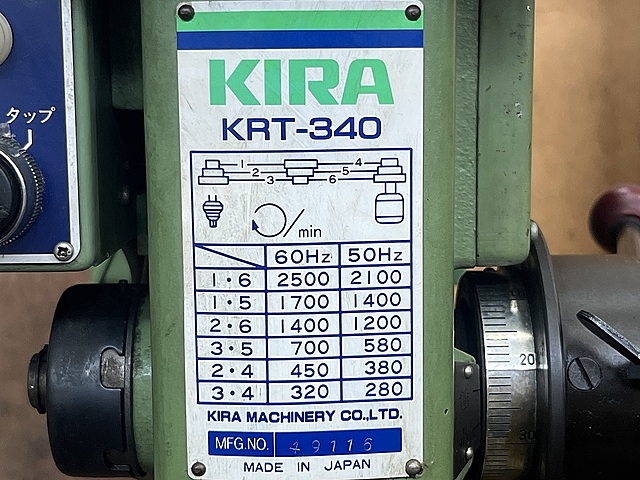 タップ
KIRA
KRT-340
1 4
2 5
3 6
/min
60Hz 50Hz
1・6 2500 2100
1・5 1700 1400
2・6 1400 1200
3・5 700 580
2・4 450 380
3・4 320 280
KIRA MACHINERY CO.,LTD.
MFG.NO.
MADE IN JAPAN
20
30